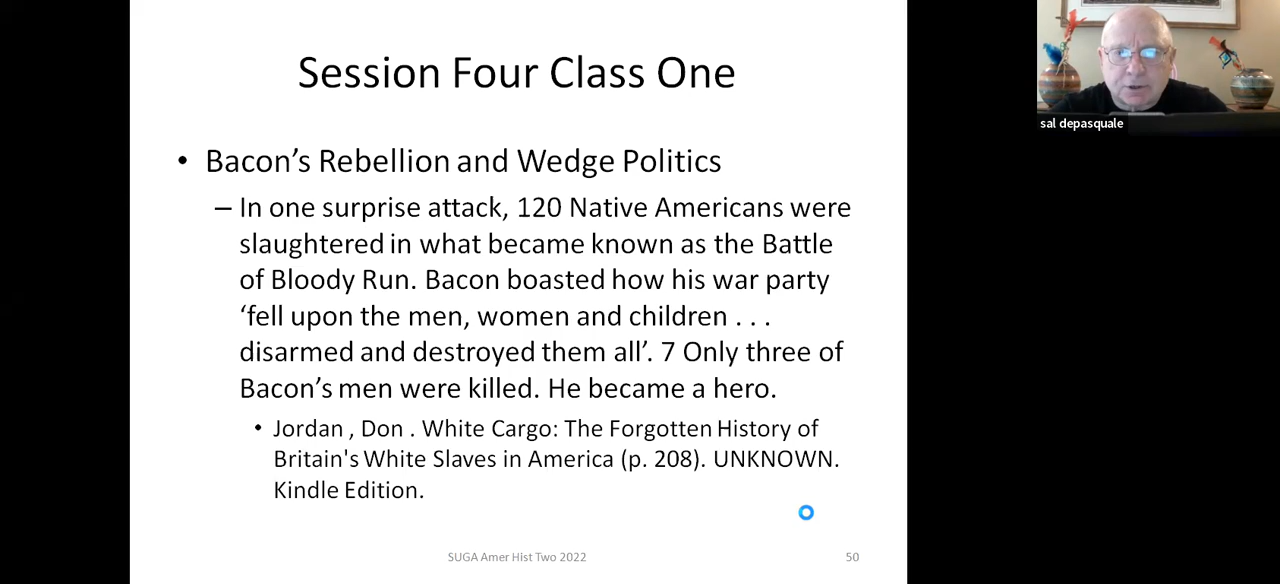 Session Four Class One
• Bacon’s Rebellion and Wedge Politics
– In one surprise attack, 120 Native Americans were
slaughtered in what became known as the Battle
of Bloody Run. Bacon boasted how his war party
‘fell upon the men, women and children . . .
disarmed and destroyed them all’. 7 Only three of
Bacon’s men were killed. He became a hero.
• Jordan , Don . White Cargo: The Forgotten History of
Britain's White Slaves in America (p. 208). UNKNOWN.
Kindle Edition.
SUGA Amer Hist Two 2022
50
sal depasquale